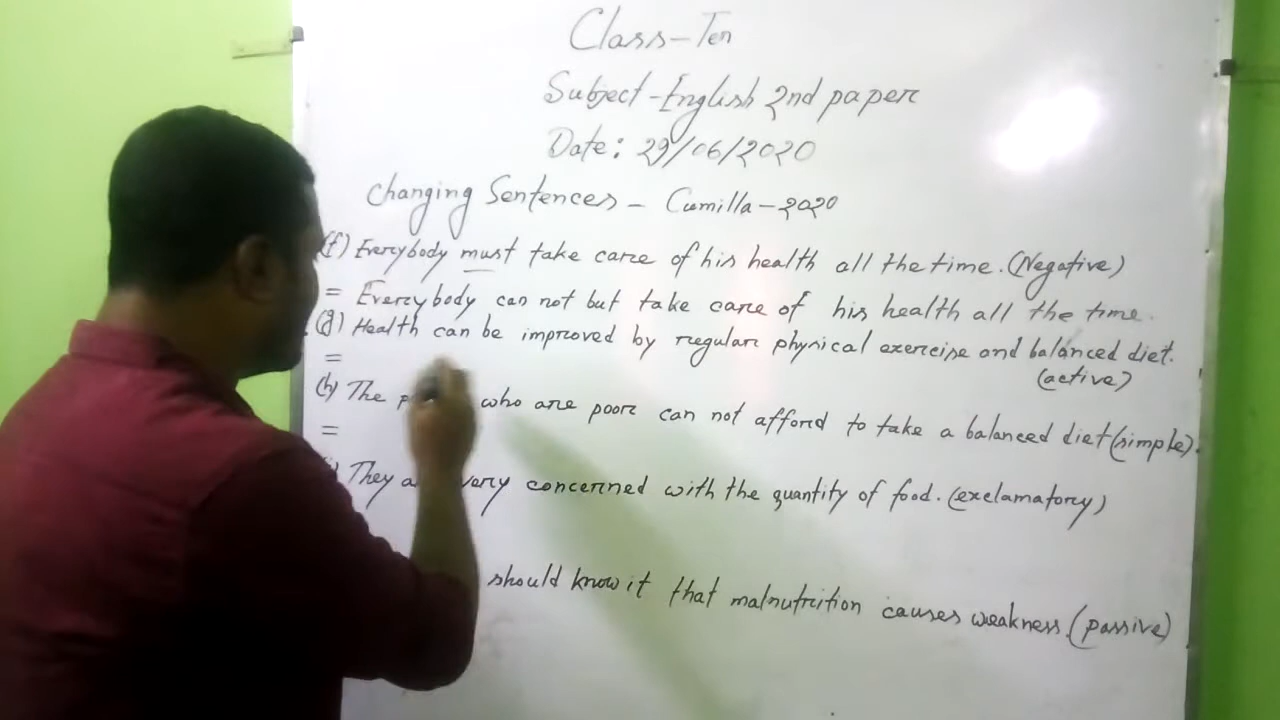 Class-Ten
Subject-English 2nd paper
Date: 29/06/2020
Changing Sentences - Cumilla-2020
(f) Everybody must take care of his health all the time. (Negative)
= Everybody can not but take care of his health all the time.
(g) Health can be improved by regular physical exercise and balanced diet.
(active)
=
(h) The who are poor can not afford to take a balanced diet (simple).
=
They very concerned with the quantity of food. (exclamatory)
should know it that malnutrition causes weakness. (passive)